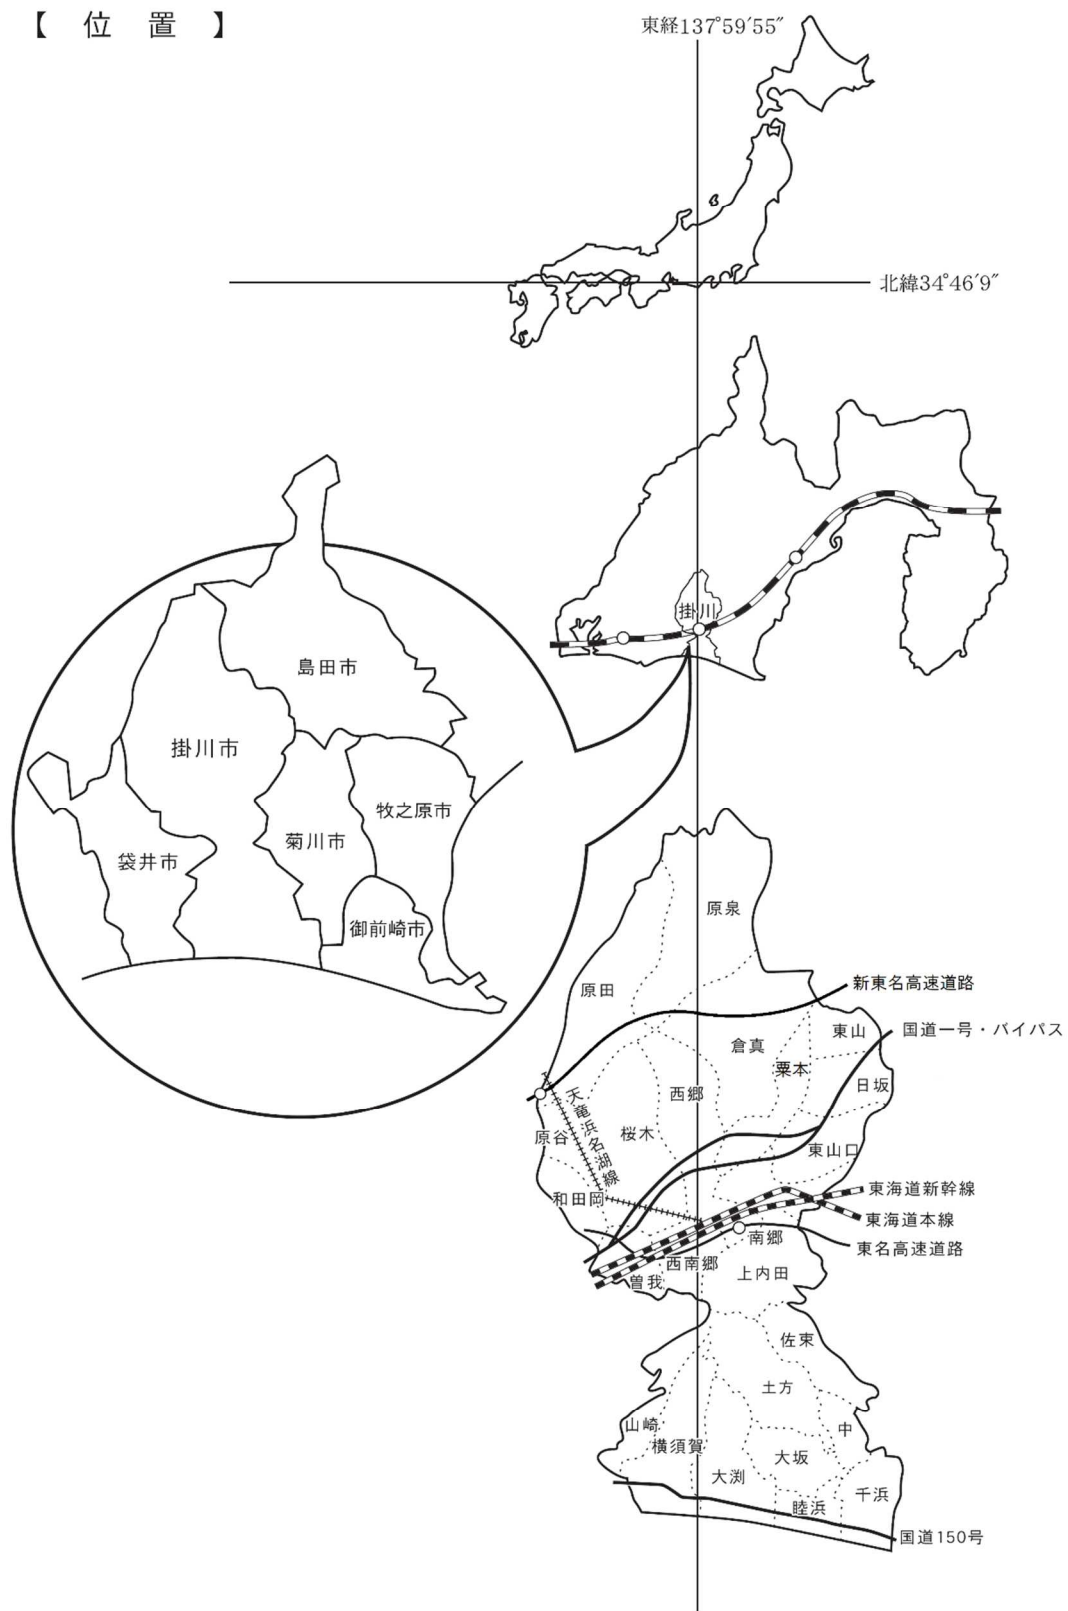 【　位　置　】
東経137°59′55″
北緯34°46′9″
掛川
島田市
掛川市
牧之原市
菊川市
袋井市
御前崎市
原泉
新東名高速道路
原田
東山
国道一号・バイパス
倉真
粟本
日坂
西郷
天竜浜名湖線
原谷
桜木
東山口
東海道新幹線
和田岡
東海道本線
南郷
東名高速道路
西南郷
上内田
曽我
佐束
土方
山崎
中
横須賀
大坂
大渕
千浜
睦浜
国道150号